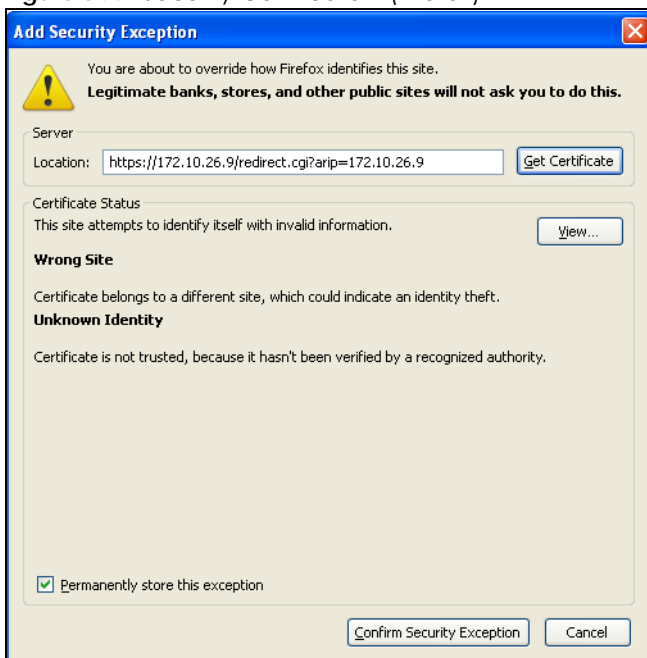 Add Security Exception
You are about to override how Firefox identifies this site.
Legitimate banks, stores, and other public sites will not ask you to do this.
Server
Location: https://172.10.26.9/redirect.cgi?arip=172.10.26.9 Get Certificate
Certificate Status
This site attempts to identify itself with invalid information. View...
Wrong Site
Certificate belongs to a different site, which could indicate an identity theft.
Unknown Identity
Certificate is not trusted, because it hasn't been verified by a recognized authority.
Permanently store this exception
Confirm Security Exception Cancel